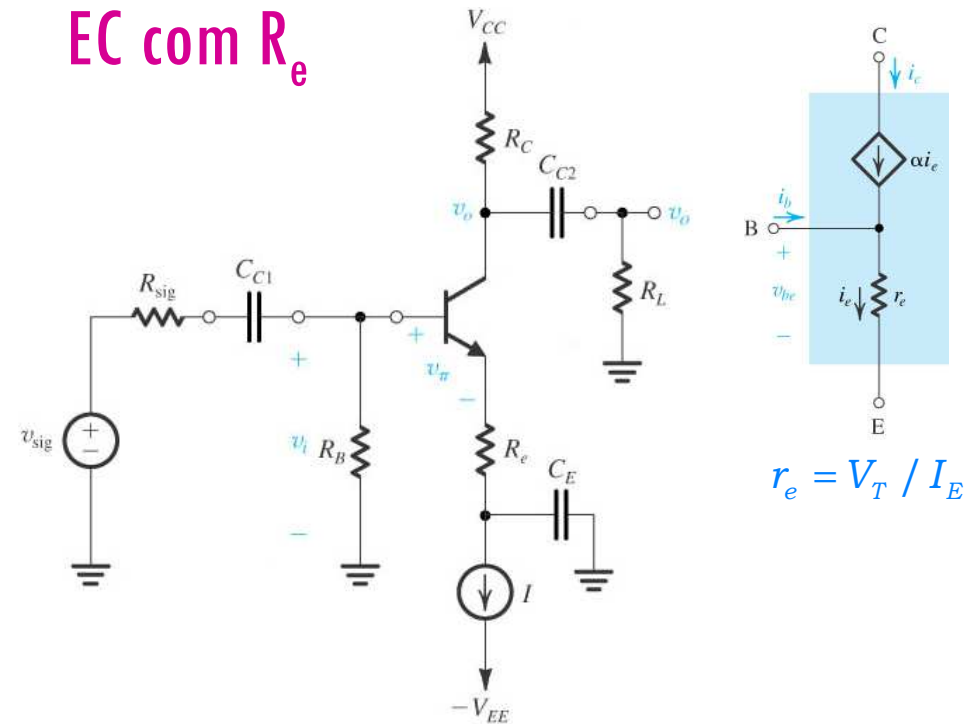 EC com Re
VCC
RC
CC2
vo
vo
RL
Rsig
CC1
+
vπ
−
+
vi
−
RB
vsig
+
−
Re
CE
I
−VEE
C
ic
αie
ib
B
+
vbe
−
ie
re
E
re = VT / IE